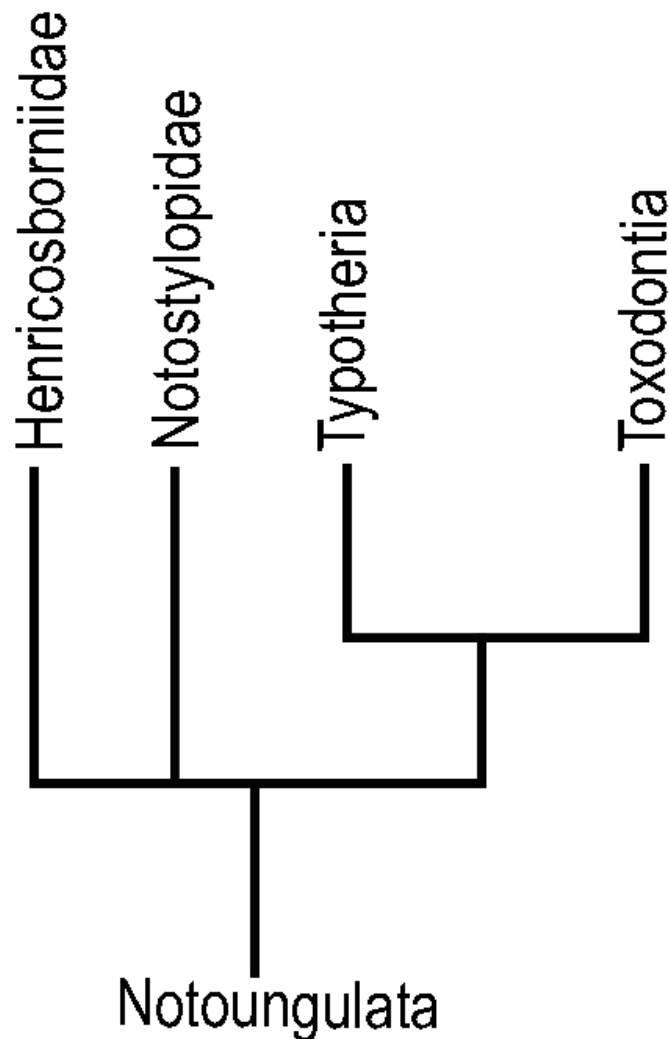 Henricosborniidae
Notostylopidae
Typotheria
Toxodontia
Notoungulata